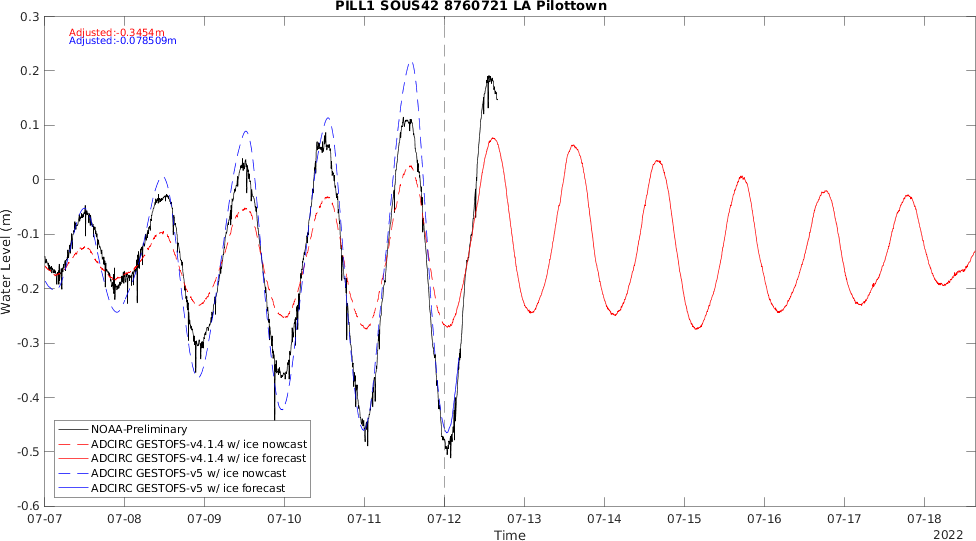 PILL1 SOUS42 8760721 LA Pilottown
Adjusted:-0.3454m
Adjusted:-0.078509m
0.3
0.2
0.1
0
-0.1
-0.2
-0.3
-0.4
-0.5
-0.6
Water Level (m)
NOAA-Preliminary
ADCIRC GESTOFS-v4.1.4 w/ ice nowcast
ADCIRC GESTOFS-v4.1.4 w/ ice forecast
ADCIRC GESTOFS-v5 w/ ice nowcast
ADCIRC GESTOFS-v5 w/ ice forecast
07-07 07-08 07-09 07-10 07-11 07-12 07-13 07-14 07-15 07-16 07-17 07-18
Time
2022